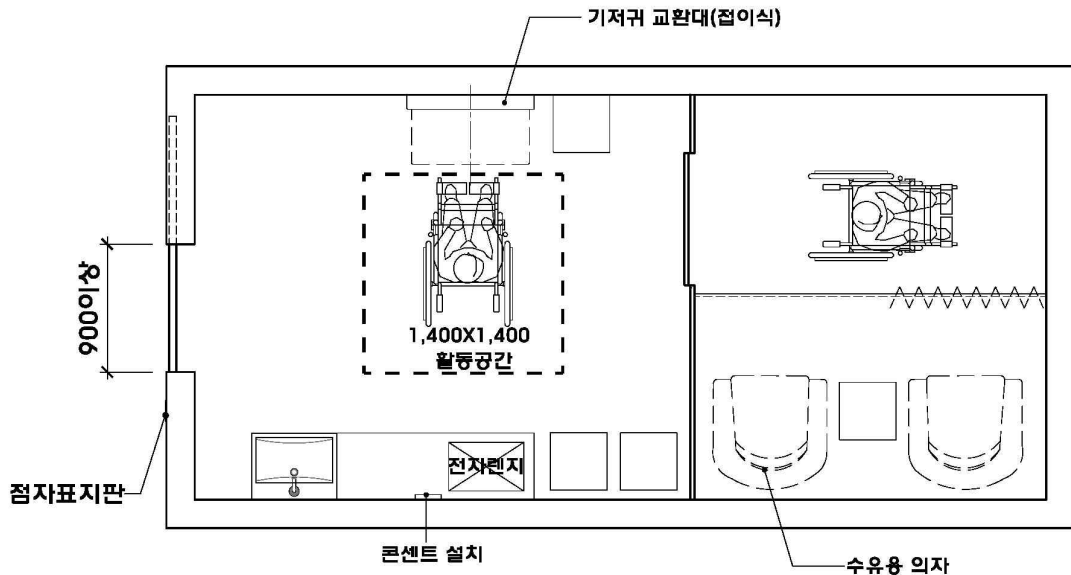 기저귀 교환대(접이식)
900이상
1,400X1,400
활동공간
전자렌지
점자표지판
콘센트 설치
수유용 의자